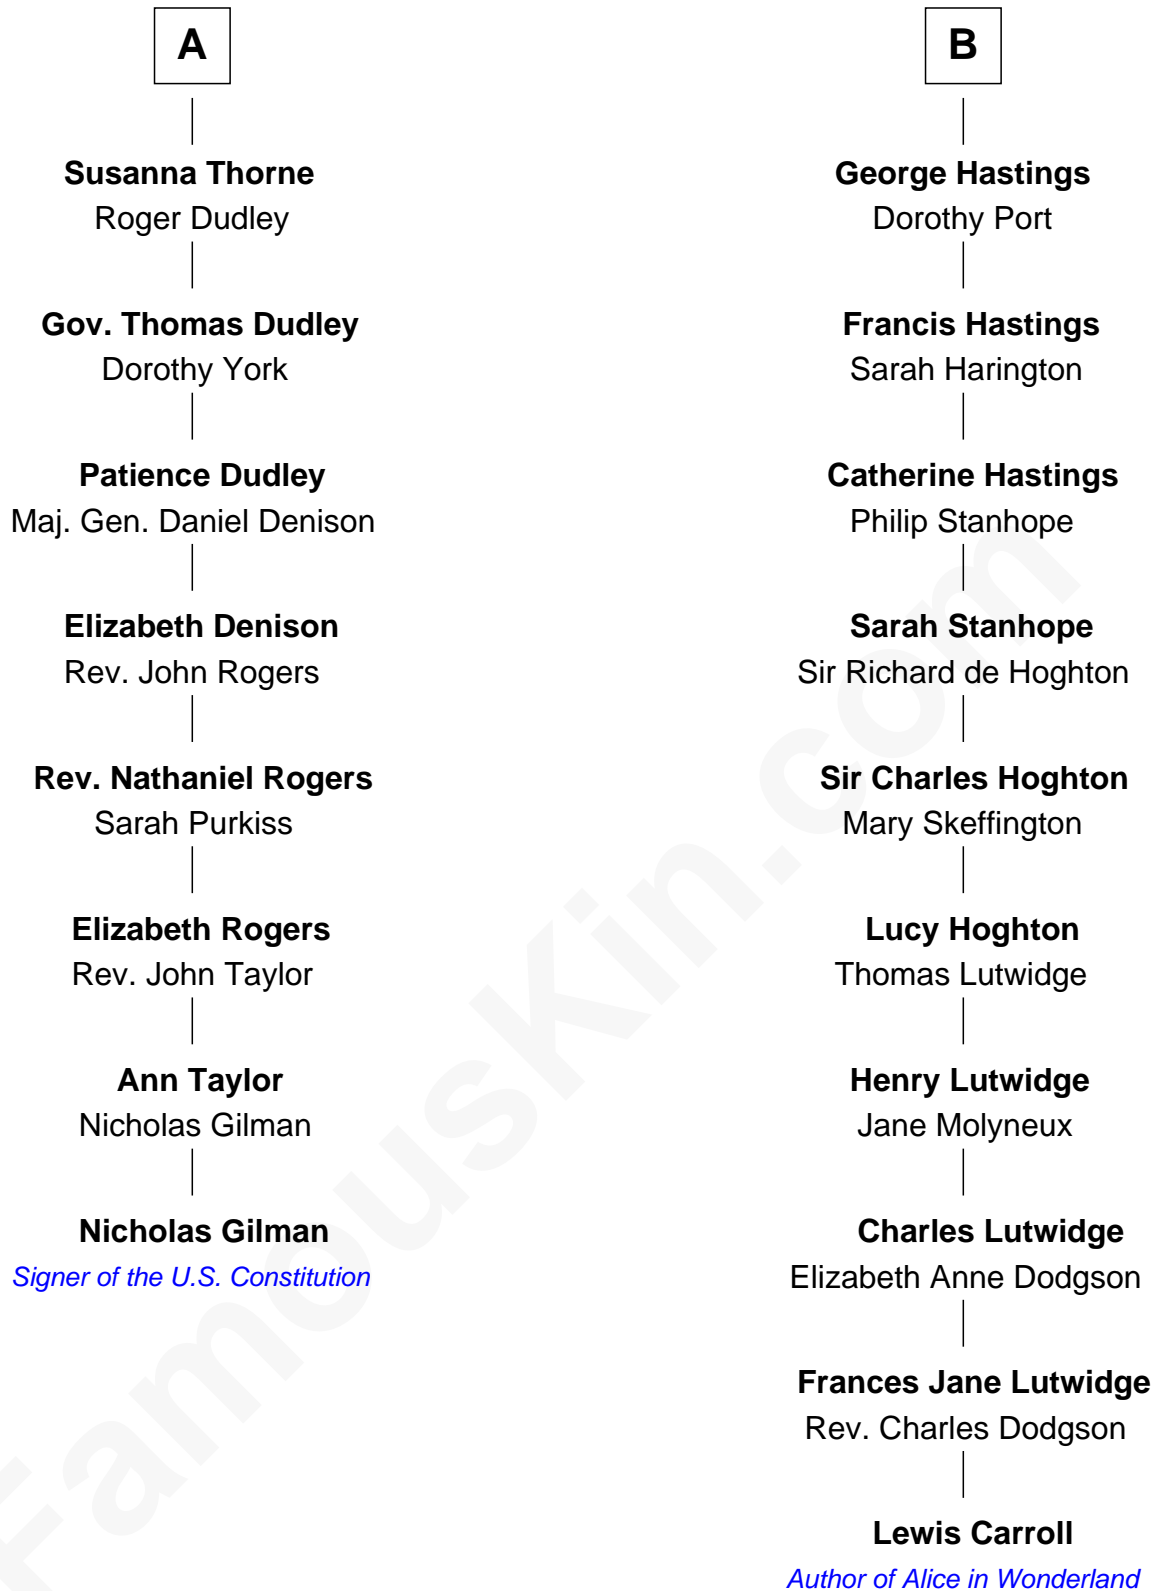 A
Susanna Thorne
Roger Dudley
Gov. Thomas Dudley
Dorothy York
Patience Dudley
Maj. Gen. Daniel Denison
Elizabeth Denison
Rev. John Rogers
Rev. Nathaniel Rogers
Sarah Purkiss
Elizabeth Rogers
Rev. John Taylor
Ann Taylor
Nicholas Gilman
Nicholas Gilman
Signer of the U.S. Constitution
B
George Hastings
Dorothy Port
Francis Hastings
Sarah Harington
Catherine Hastings
Philip Stanhope
Sarah Stanhope
Sir Richard de Hoghton
Sir Charles Hoghton
Mary Skeffington
Lucy Hoghton
Thomas Lutwidge
Henry Lutwidge
Jane Molyneux
Charles Lutwidge
Elizabeth Anne Dodgson
Frances Jane Lutwidge
Rev. Charles Dodgson
Lewis Carroll
Author of Alice in Wonderland
FamousKin.com